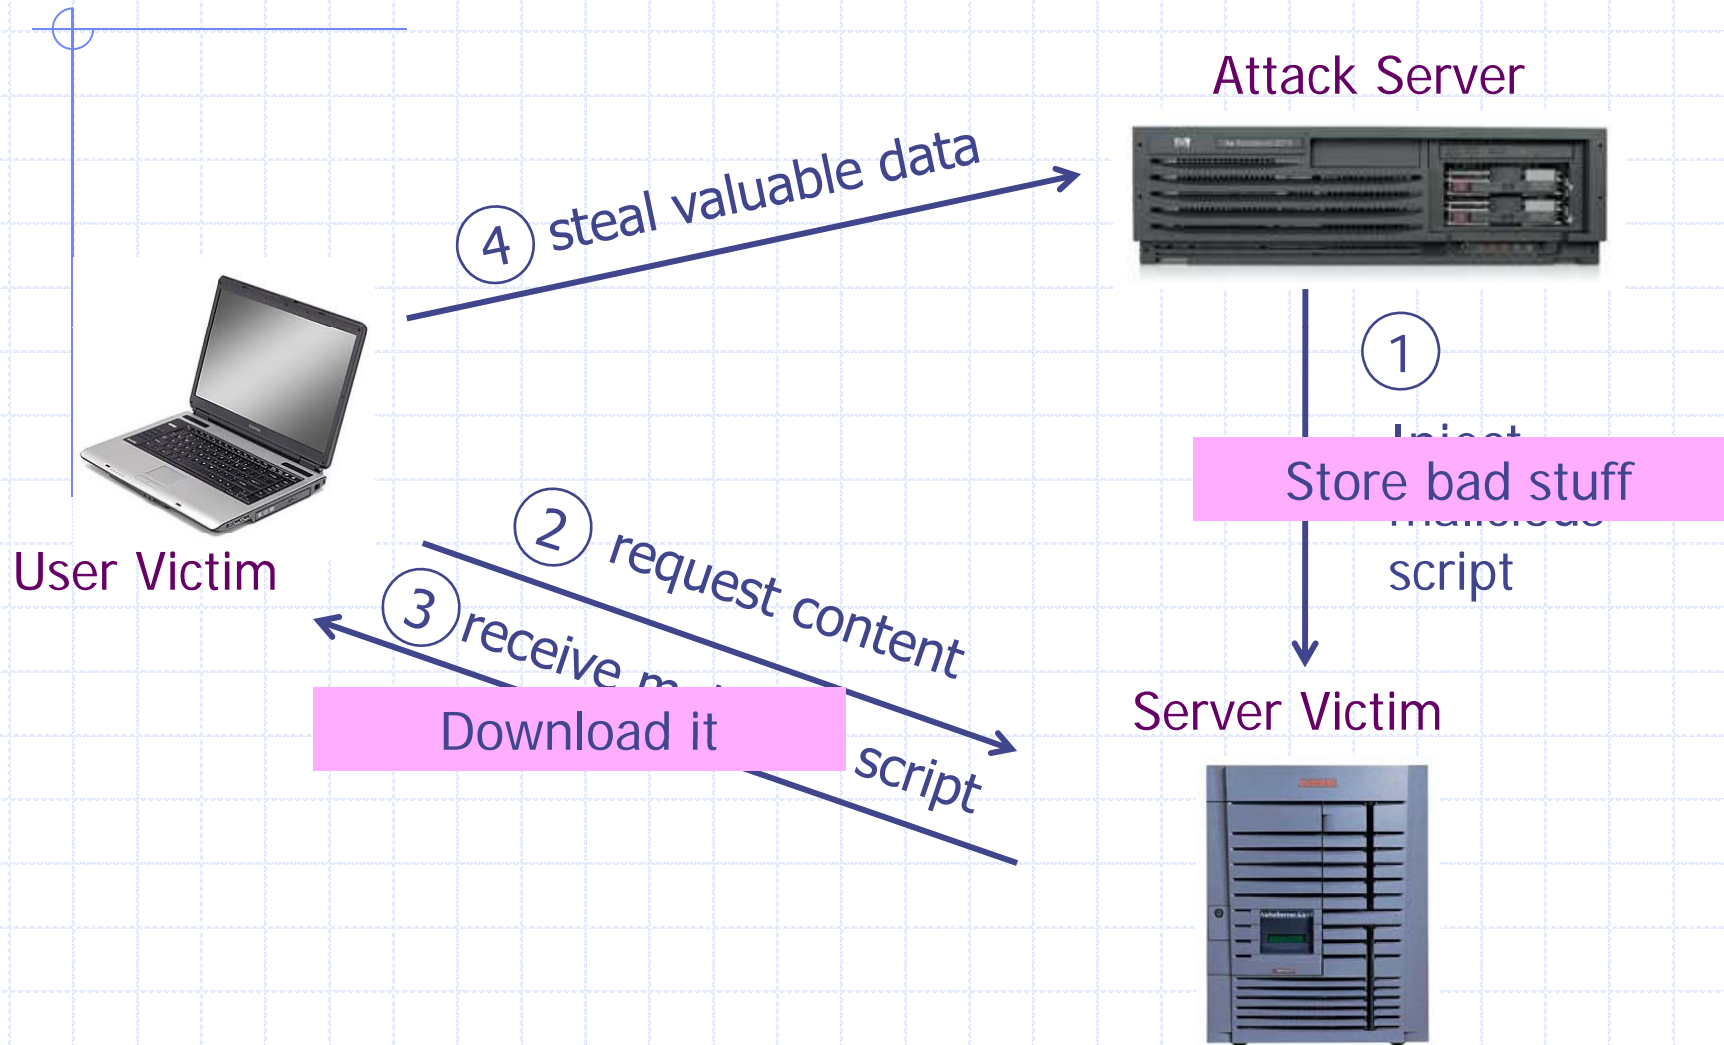 Attack Server
4 steal valuable data
1
Inject
Store bad stuff
script
User Victim
2 request content
3 receive
Download it
script
Server Victim